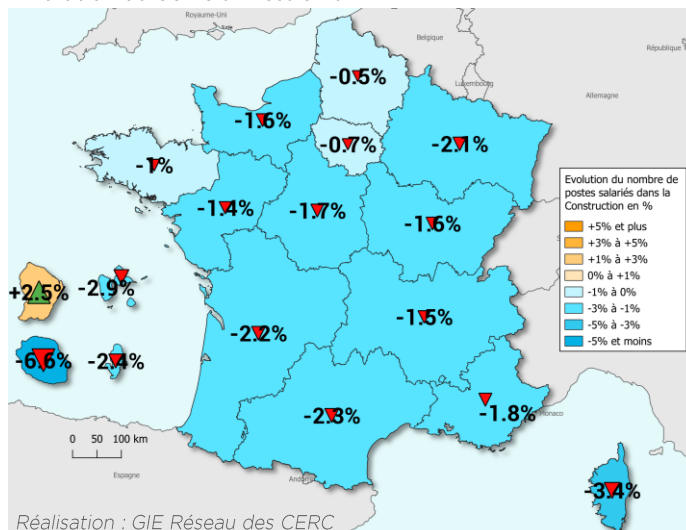 Royaume-Uni
Belgique
République T
-0.5%
Luxembourg
Allemagne
-1.6%
-0.7%
-2.1%
-1%
Evolution du nombre de
postes salariés dans la
Construction en %
+5% et plus
+3% à +5%
+1% à +3%
0% à +1%
-1% à 0%
-3% à -1%
-5% à -3%
-5% et moins
-1.4%
-1.7%
-1.6%
+2.5%
-2.9%
-2.2%
-1.5%
-6.6%
-2.4%
-2.3%
-1.8%
Monaco
0 50 100 km
Espagne
Andorre
-3.4%
Réalisation : GIE Réseau des CERC